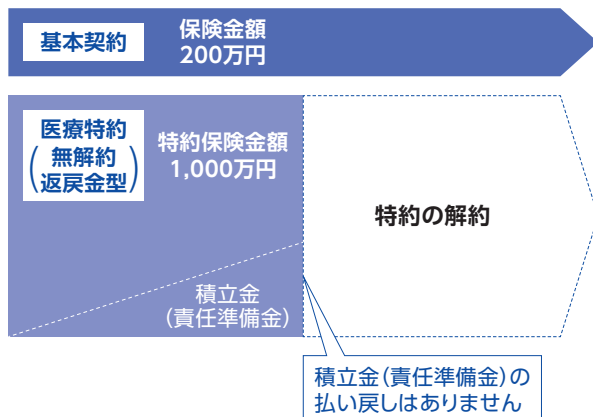 基本契約
保険金額
200万円
医療特約
(無解約
返戻金型)
特約保険金額
1,000万円
特約の解約
積立金
(責任準備金)
積立金(責任準備金)の
払い戻しはありません